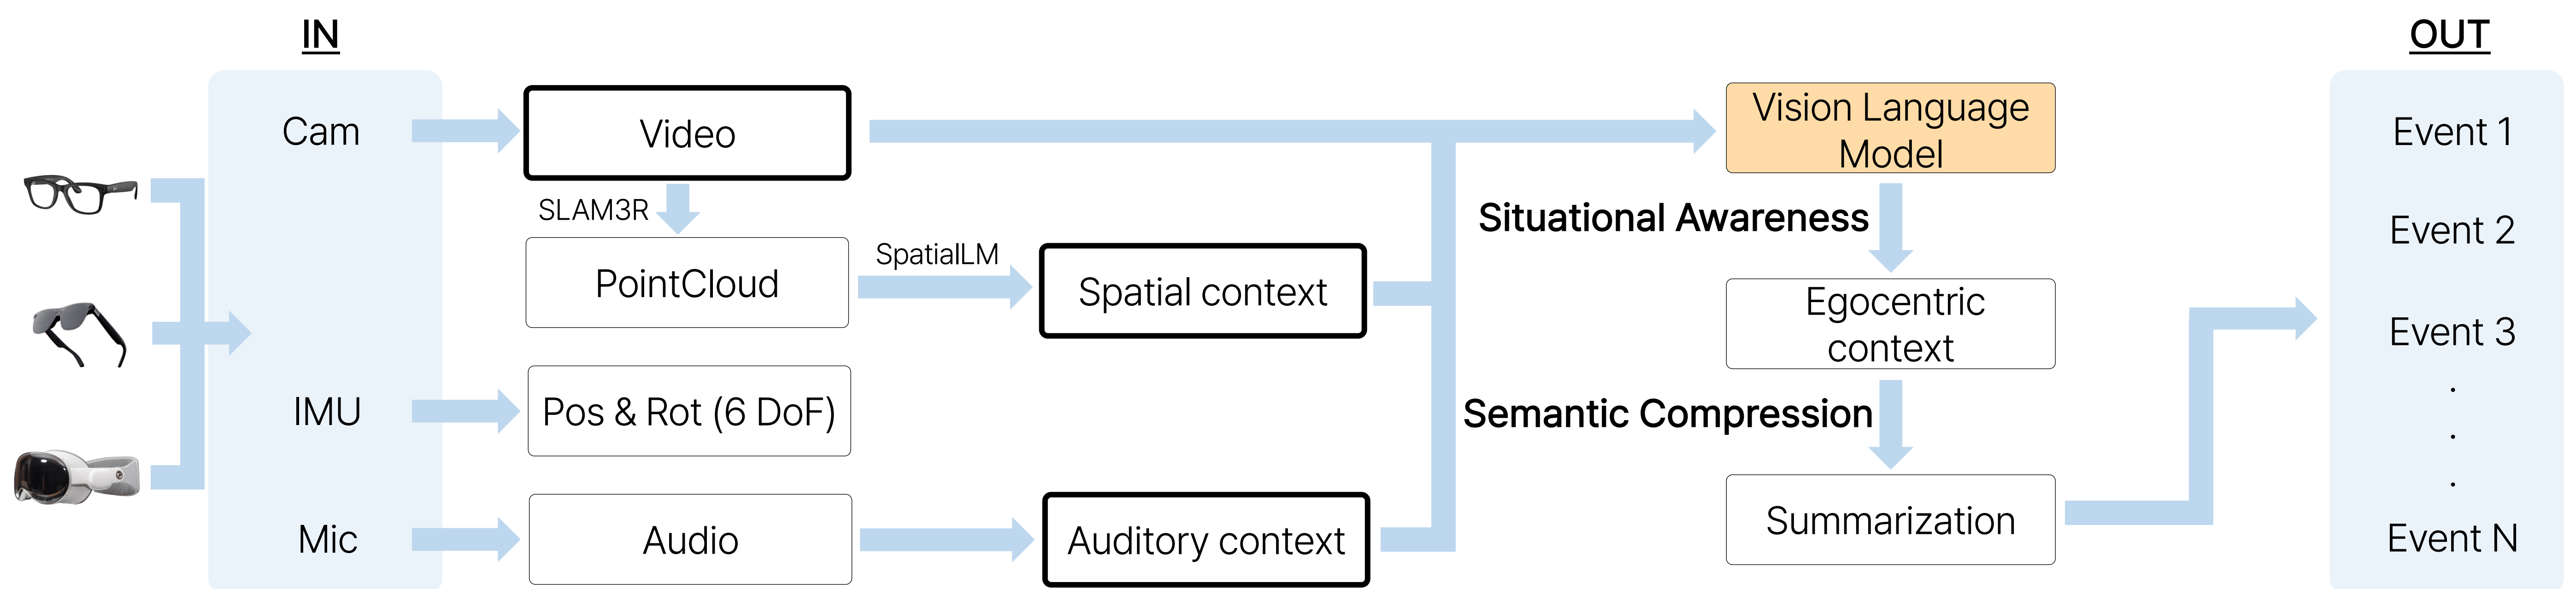 IN
OUT
Cam
Video
Vision Language
Model
Event 1
SLAM3R
Situational Awareness
Event 2
PointCloud
SpatialLM
Spatial context
Egocentric
context
Event 3
.
.
.
IMU
Pos & Rot (6 DoF)
Semantic Compression
Mic
Audio
Auditory context
Summarization
Event N